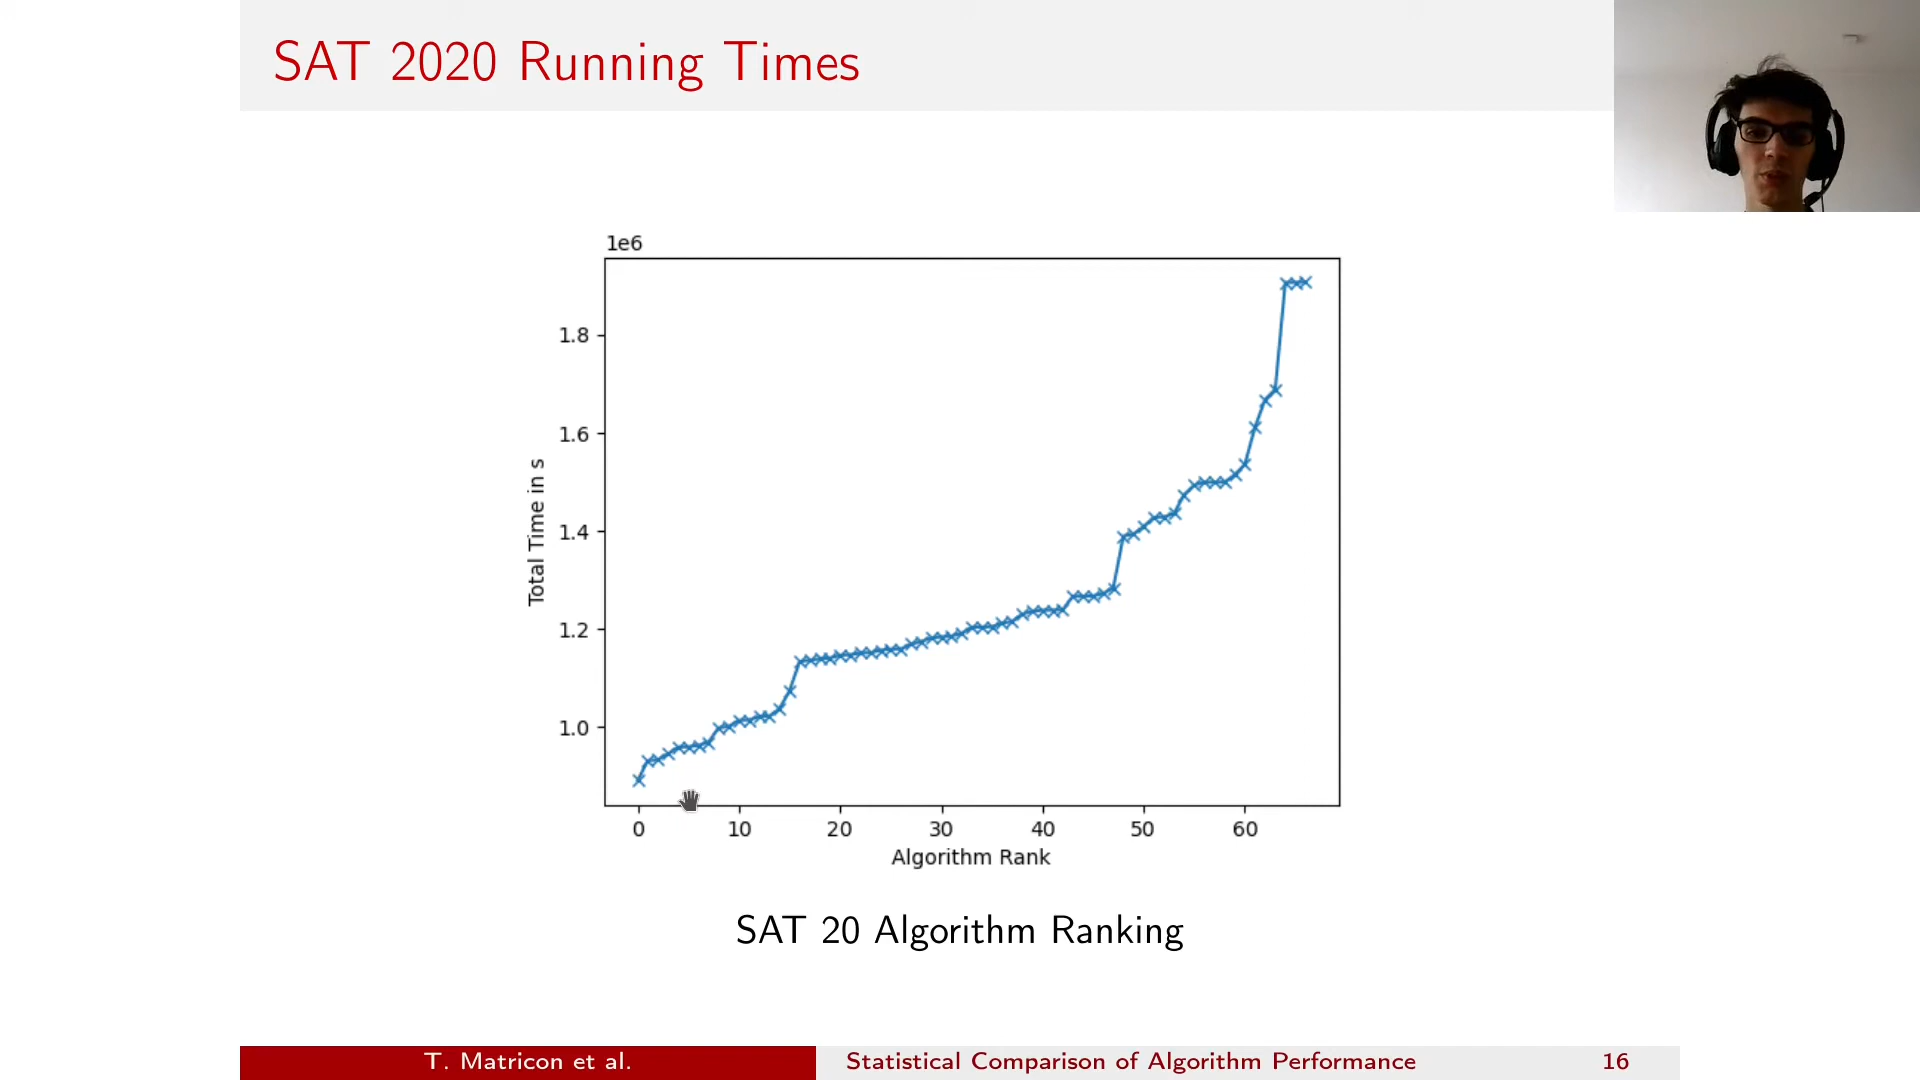 SAT 2020 Running Times
1e6
1.8
1.6
1.4
1.2
1.0
Total Time in s
0 10 20 30 40 50 60
Algorithm Rank
SAT 20 Algorithm Ranking
T. Matricon et al. Statistical Comparison of Algorithm Performance 16